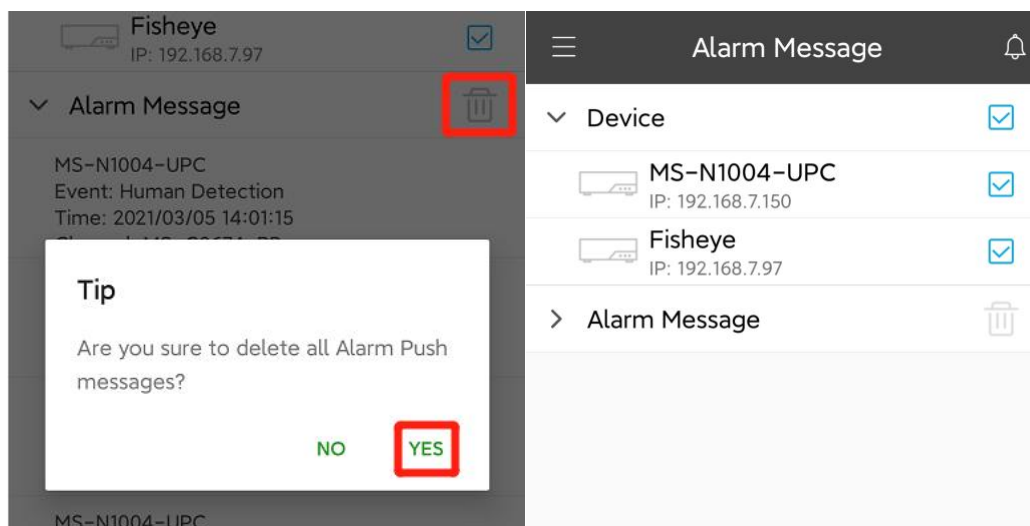 Fisheye
IP: 192.168.7.97
Alarm Message
MS-N1004-UPC
Event: Human Detection
Time: 2021/03/05 14:01:15
Tip
Are you sure to delete all Alarm Push
messages?
NO YES
MS-N1004-UPC
Alarm Message
Device
MS-N1004-UPC
IP: 192.168.7.150
Fisheye
IP: 192.168.7.97
Alarm Message